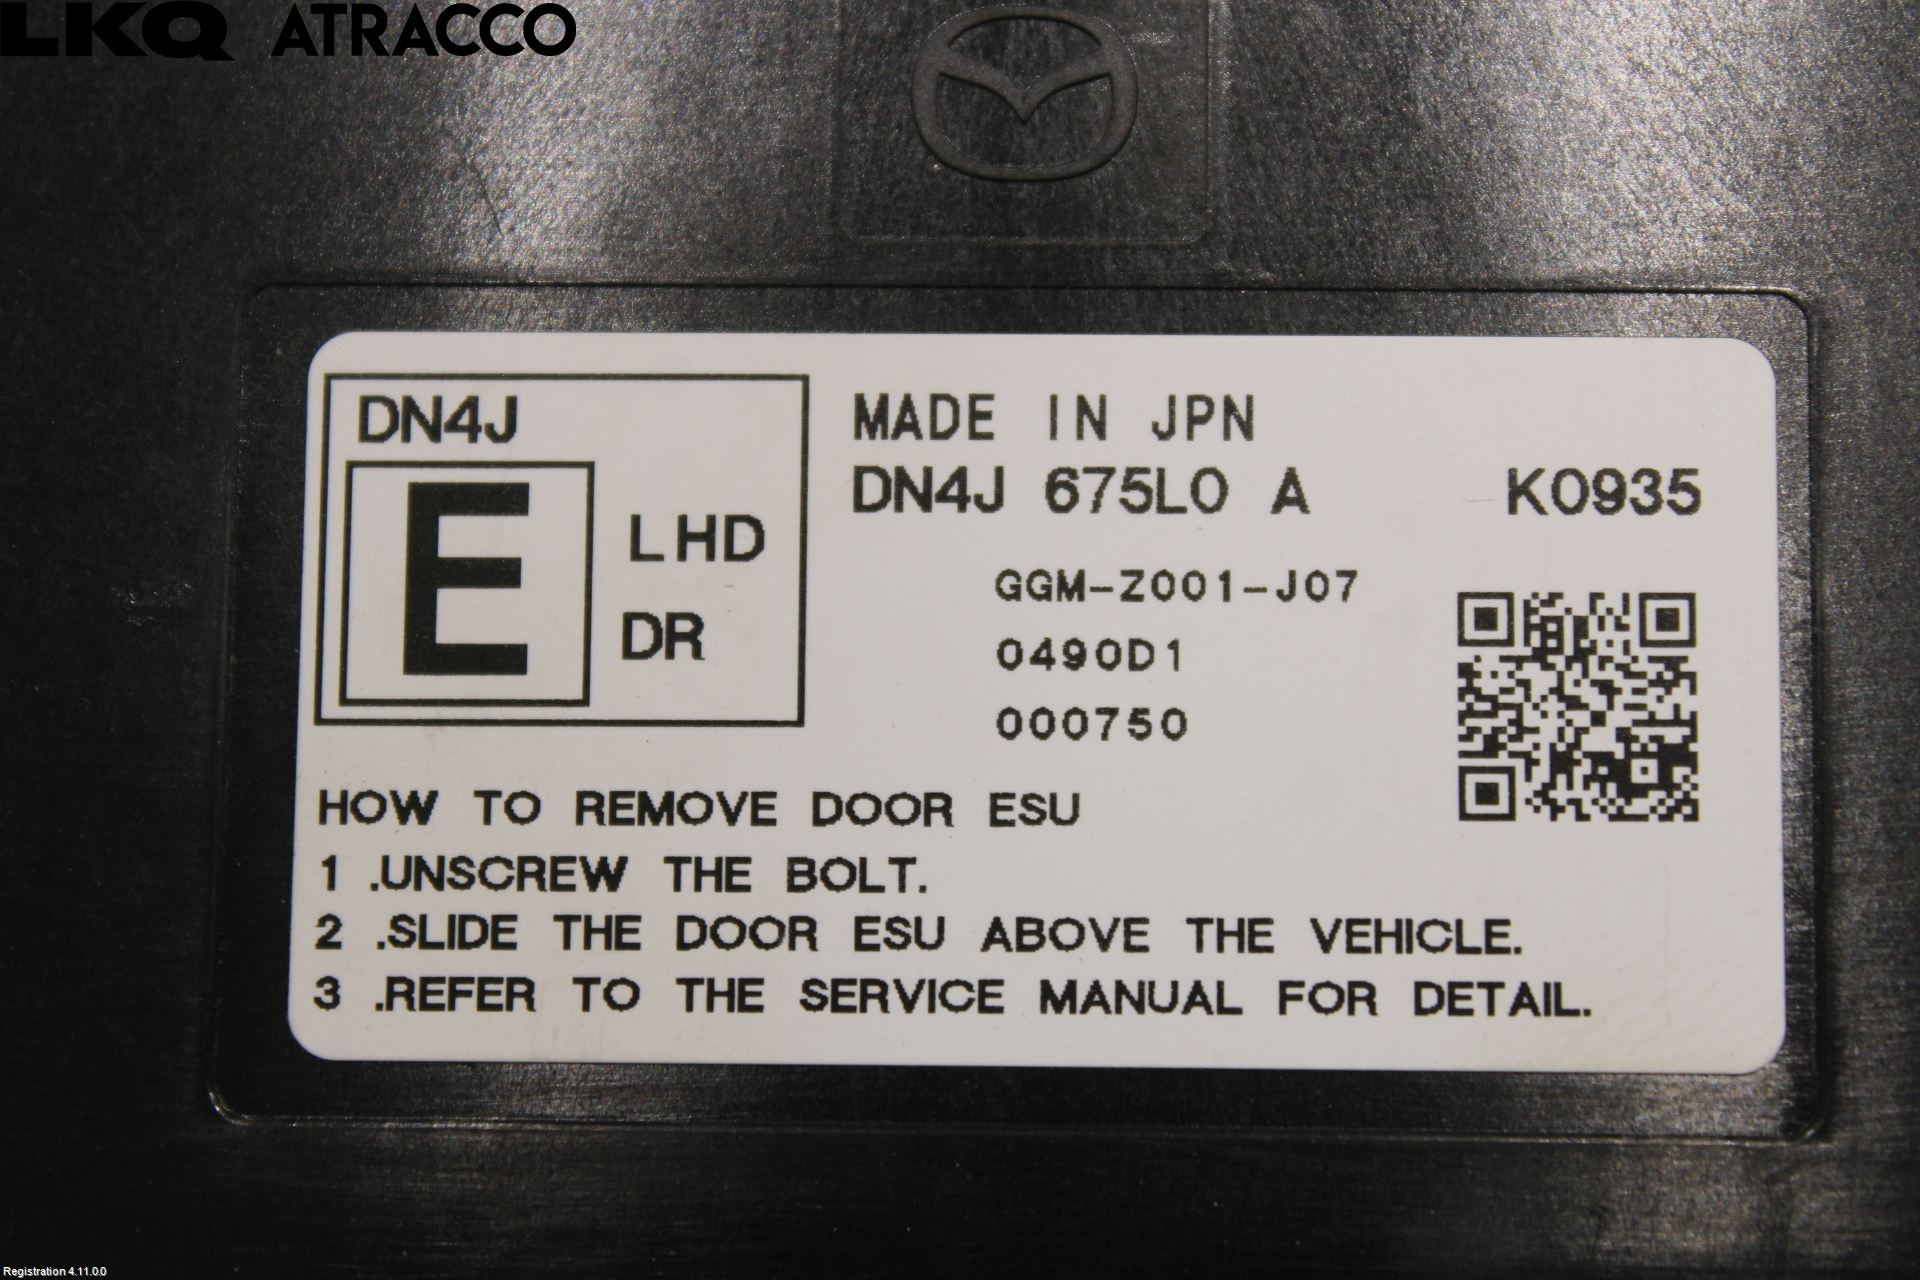 LKQ ATRACCO
DN4J
E
LHD
DR
MADE IN JPN
DN4J 675L0 A K0935
GGM-Z001-J07
0490D1
000750
HOW TO REMOVE DOOR ESU
1 .UNSCREW THE BOLT.
2 .SLIDE THE DOOR ESU ABOVE THE VEHICLE.
3 .REFER TO THE SERVICE MANUAL FOR DETAIL.
Registration 4.11.0.0